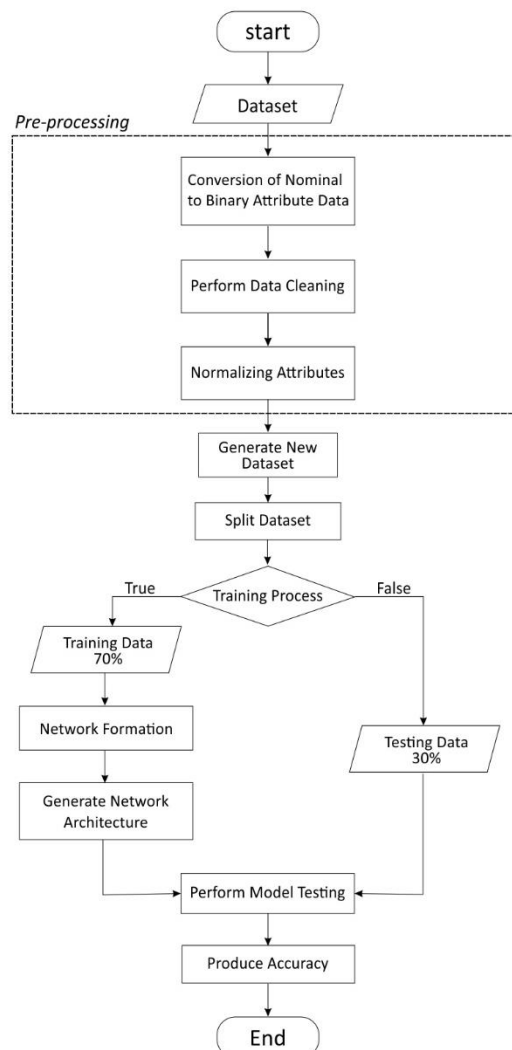 start
Dataset
Pre-processing
Conversion of Nominal
to Binary Attribute Data
Perform Data Cleaning
Normalizing Attributes
Generate New
Dataset
Split Dataset
Training Process
True
False
Training Data
70%
Network Formation
Testing Data
30%
Generate Network
Architecture
Perform Model Testing
Produce Accuracy
End